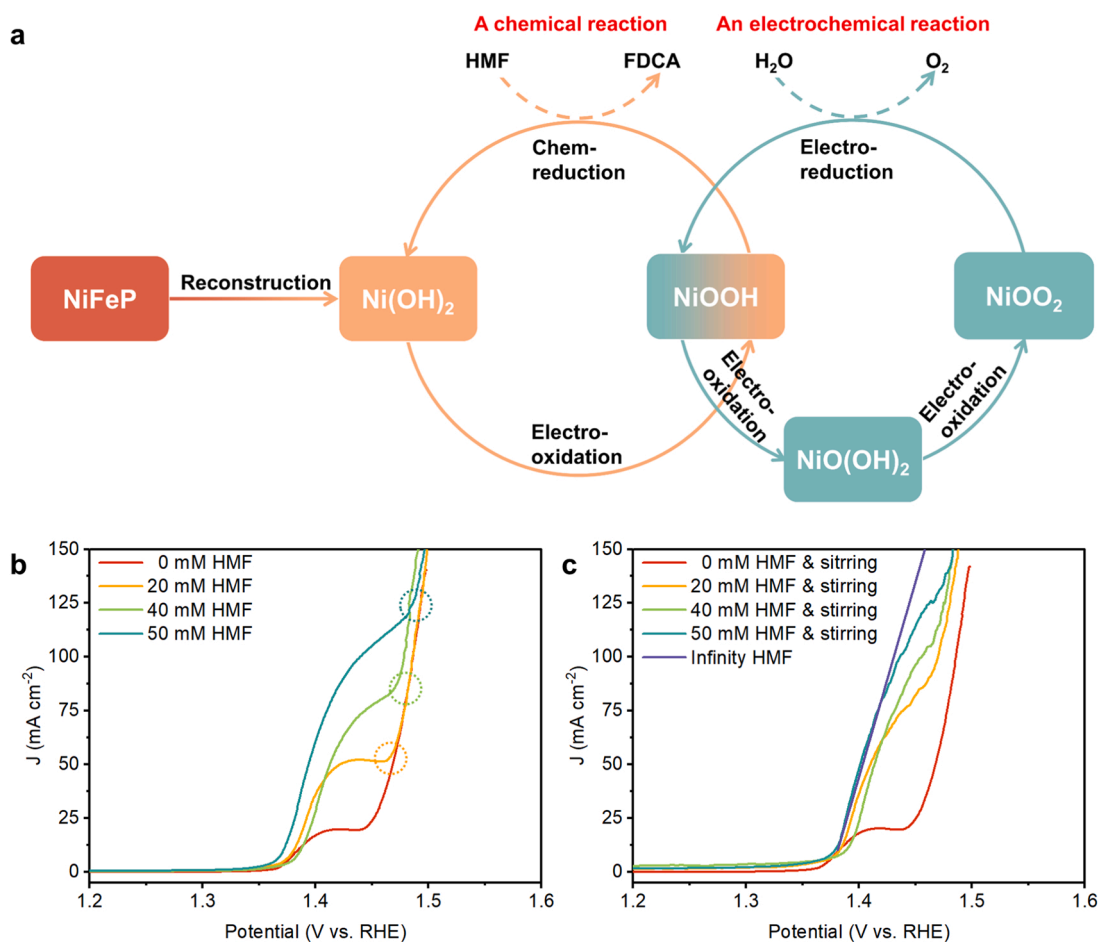 a
A chemical reaction
An electrochemical reaction
HMF
FDCA
H₂O
O₂
Chem-
reduction
Electro-
reduction
NiFeP
Reconstruction
Ni(OH)₂
NiOOH
NiOO₂
Electro-
oxidation
Electro-
oxidation
Electro-
oxidation
NiO(OH)₂
b
0 mM HMF
20 mM HMF
40 mM HMF
50 mM HMF
150
125
100
75
50
25
0
J (mA cm⁻²)
1.2 1.3 1.4 1.5 1.6
Potential (V vs. RHE)
c
0 mM HMF & sitrring
20 mM HMF & stirring
40 mM HMF & stirring
50 mM HMF & stirring
Infinity HMF
150
125
100
75
50
25
0
J (mA cm⁻²)
1.2 1.3 1.4 1.5 1.6
Potential (V vs. RHE)